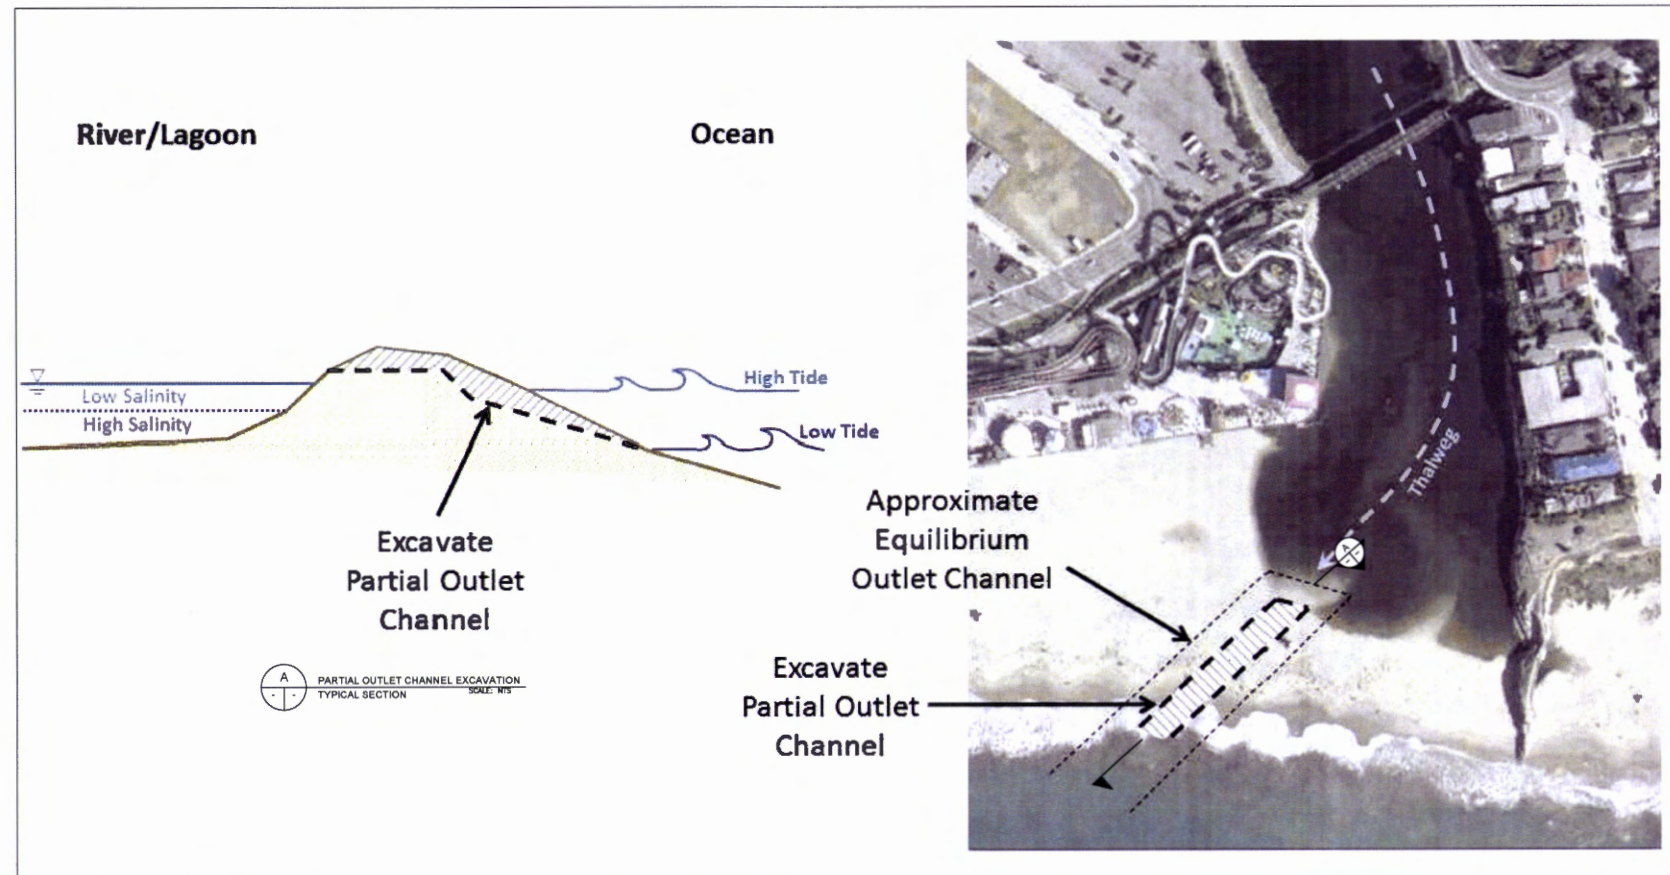 River/Lagoon
Ocean
Low Salinity
High Salinity
High Tide
Low Tide
Excavate
Partial Outlet
Channel
A
PARTIAL OUTLET CHANNEL EXCAVATION
TYPICAL SECTION
SCALE: NTS
Thalweg
A
Approximate
Equilibrium
Outlet Channel
Excavate
Partial Outlet
Channel